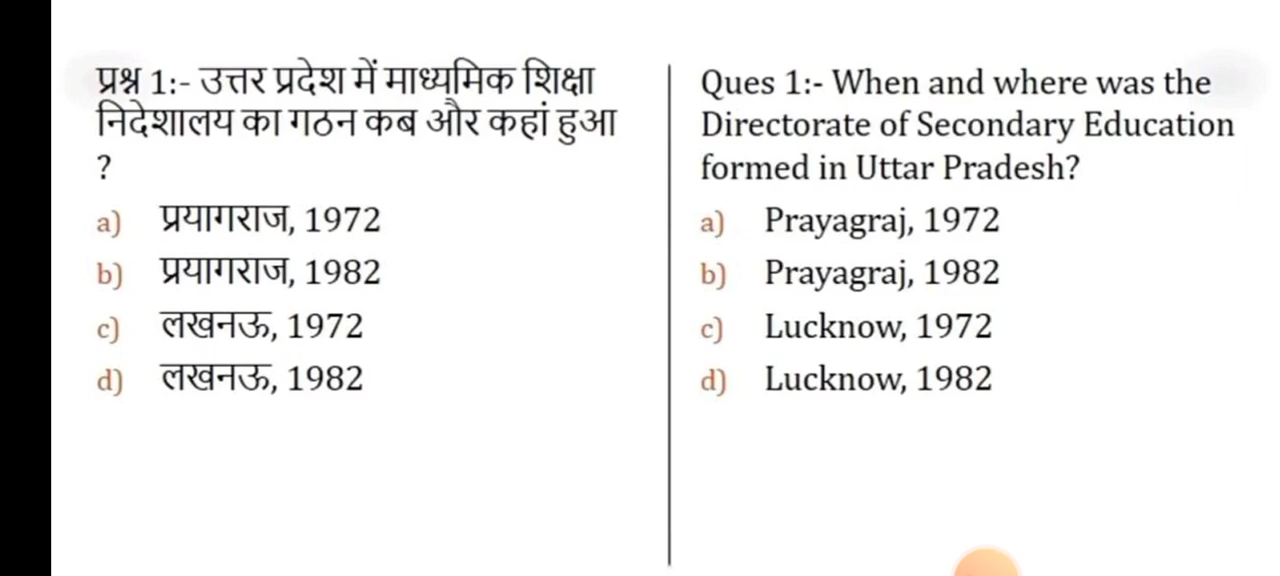 प्रश्न 1:- उत्तर प्रदेश में माध्यमिक शिक्षा
निदेशालय का गठन कब और कहां हुआ
?
a) प्रयागराज, 1972
b) प्रयागराज, 1982
c) लखनऊ, 1972
d) लखनऊ, 1982
Ques 1:- When and where was the
Directorate of Secondary Education
formed in Uttar Pradesh?
a) Prayagraj, 1972
b) Prayagraj, 1982
c) Lucknow, 1972
d) Lucknow, 1982